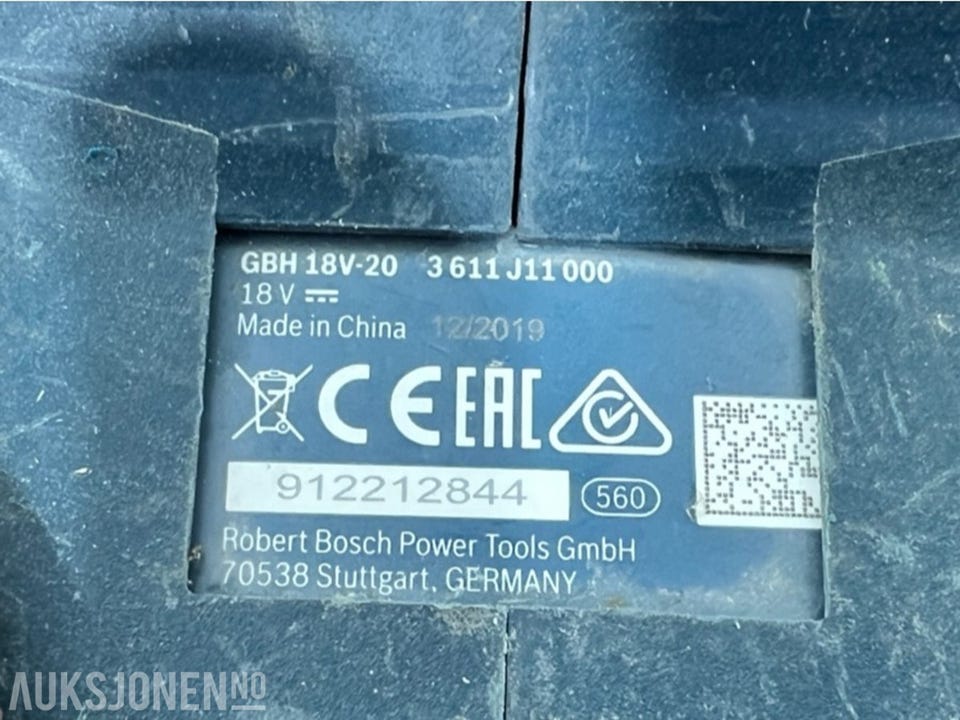 GBH 18V-20 3 611 J11 000
18 V
Made in China 12/2019
CE EAC
912212844 560
Robert Bosch Power Tools GmbH
70538 Stuttgart, GERMANY
AUKSJONEN.NO